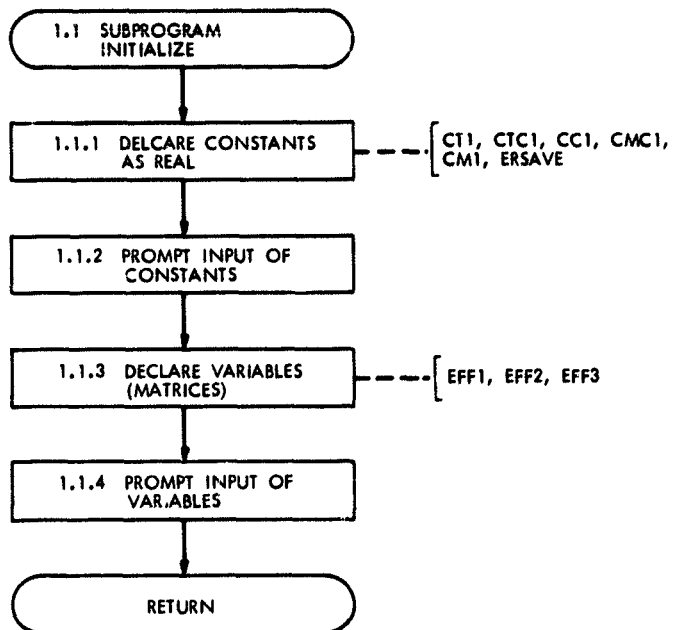 1.1 SUBPROGRAM
INITIALIZE
1.1.1 DELCARE CONSTANTS
AS REAL
CT1, CTC1, CC1, CMC1,
CM1, ERSAVE
1.1.2 PROMPT INPUT OF
CONSTANTS
1.1.3 DECLARE VARIABLES
(MATRICES)
EFF1, EFF2, EFF3
1.1.4 PROMPT INPUT OF
VARIABLES
RETURN